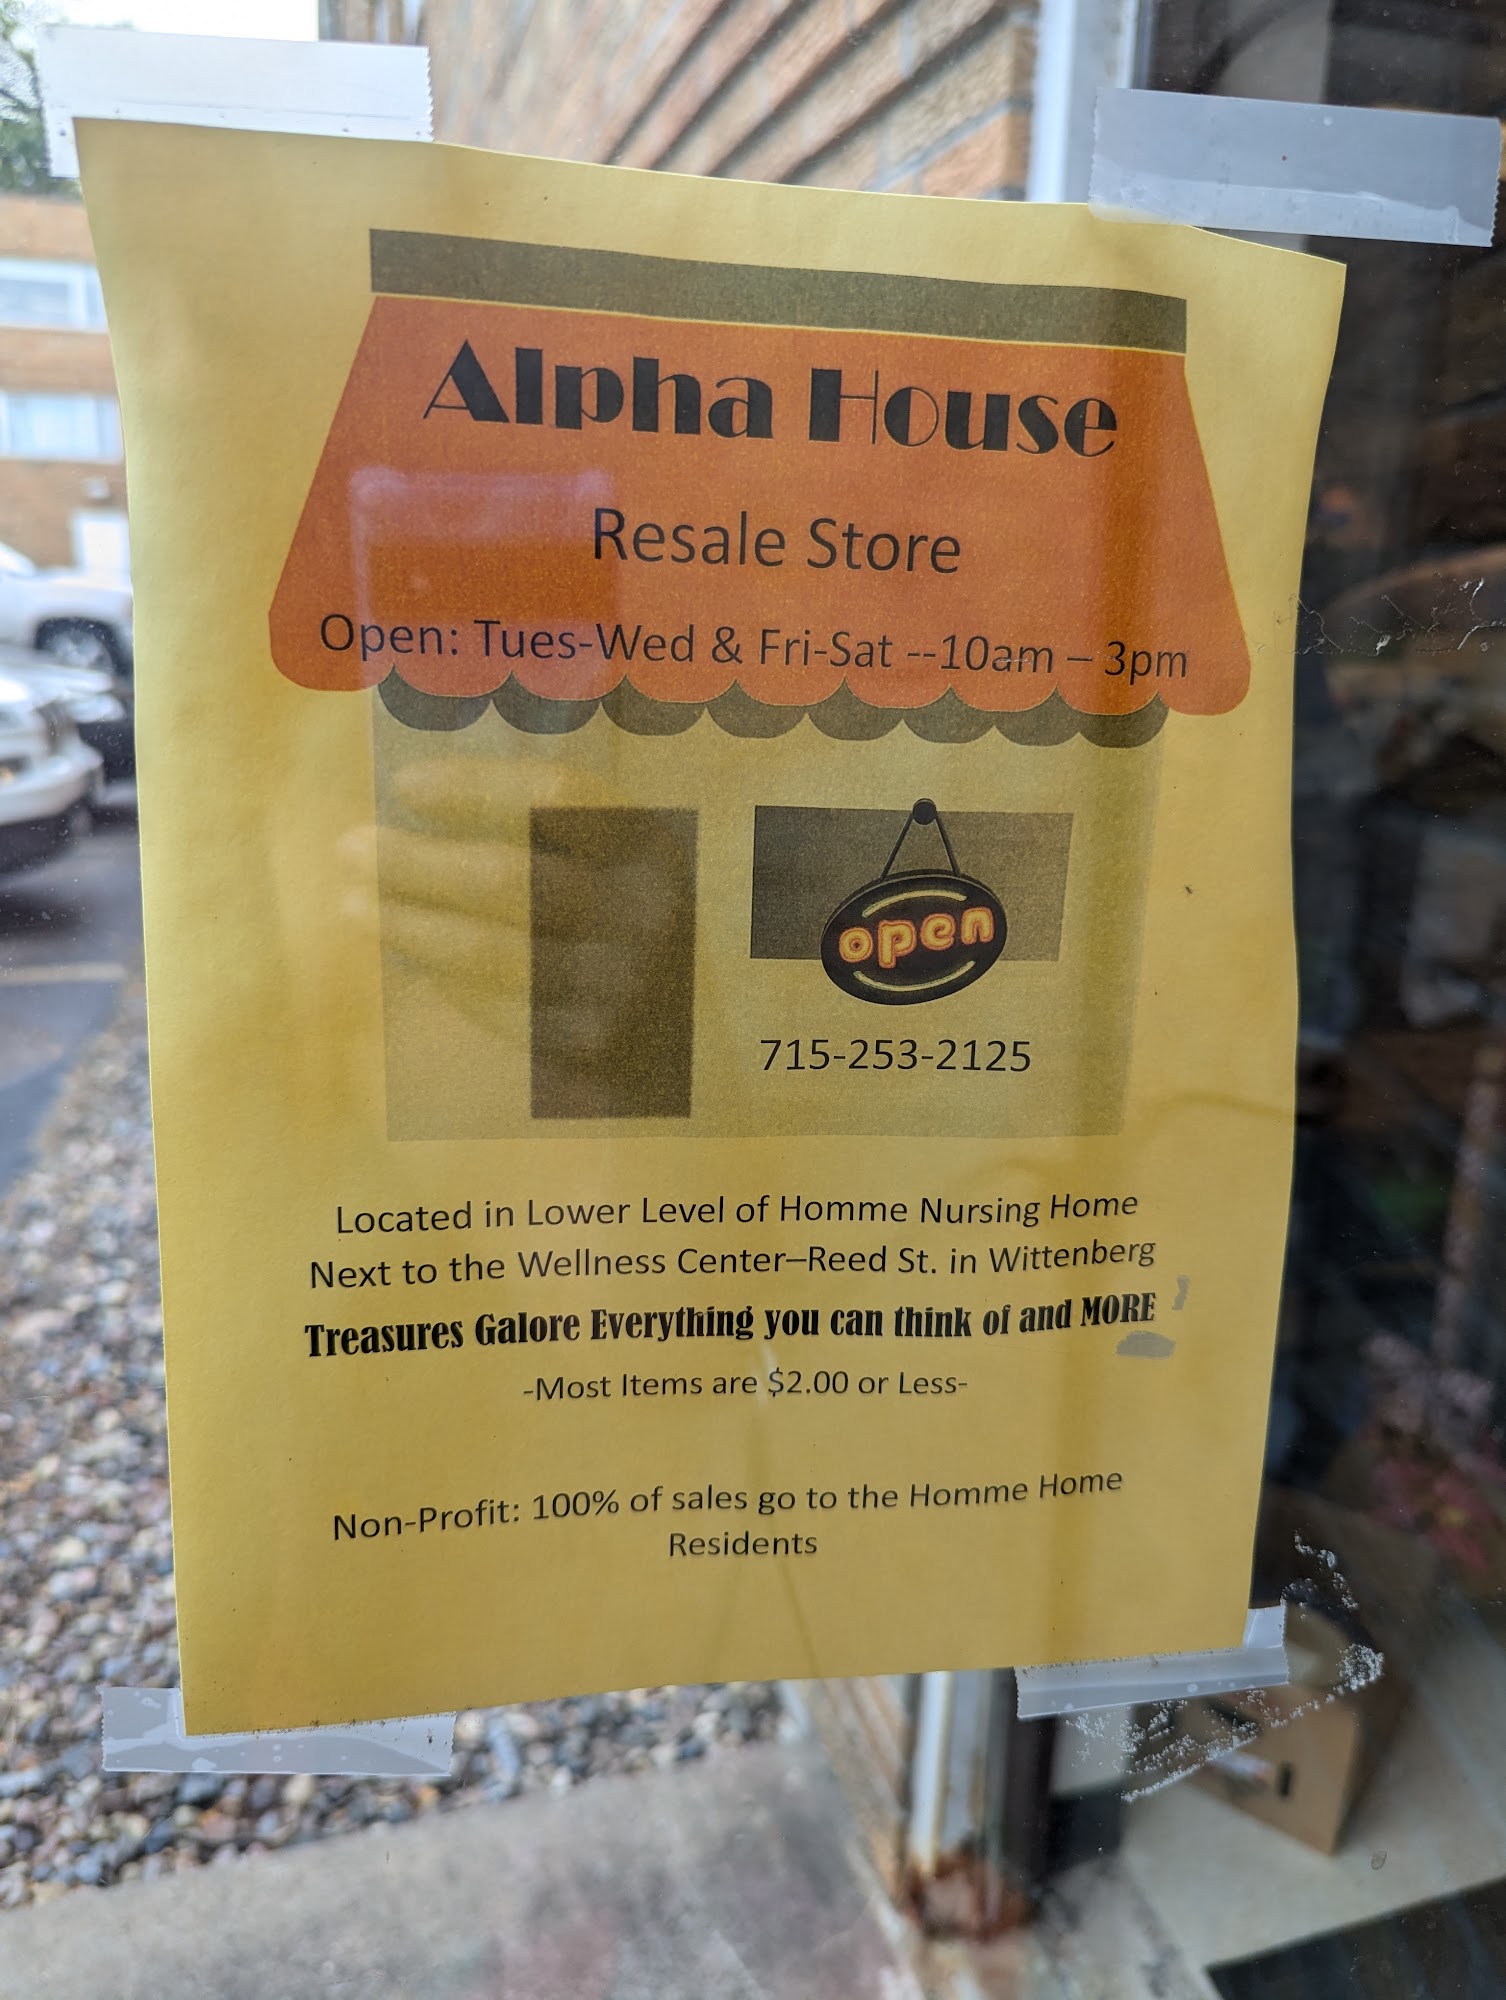 Alpha House
Resale Store
Open: Tues-Wed & Fri-Sat --10am – 3pm
open
715-253-2125
Located in Lower Level of Homme Nursing Home
Next to the Wellness Center–Reed St. in Wittenberg
Treasures Galore Everything you can think of and MORE
-Most Items are $2.00 or Less-
Non-Profit: 100% of sales go to the Homme Home
Residents